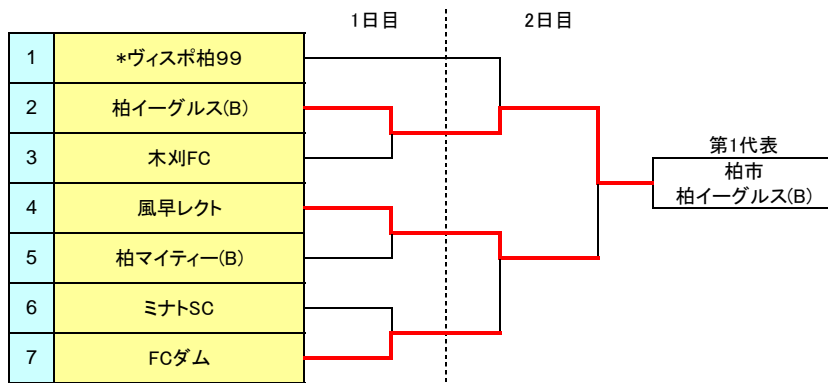 1日目 2日目
1 *ヴィスポ柏99
2 柏イーグルス(B)
3 木刈FC
第1代表
柏市
柏イーグルス(B)
4 風早レクト
5 柏マイティー(B)
6 ミナトSC
7 FCダム